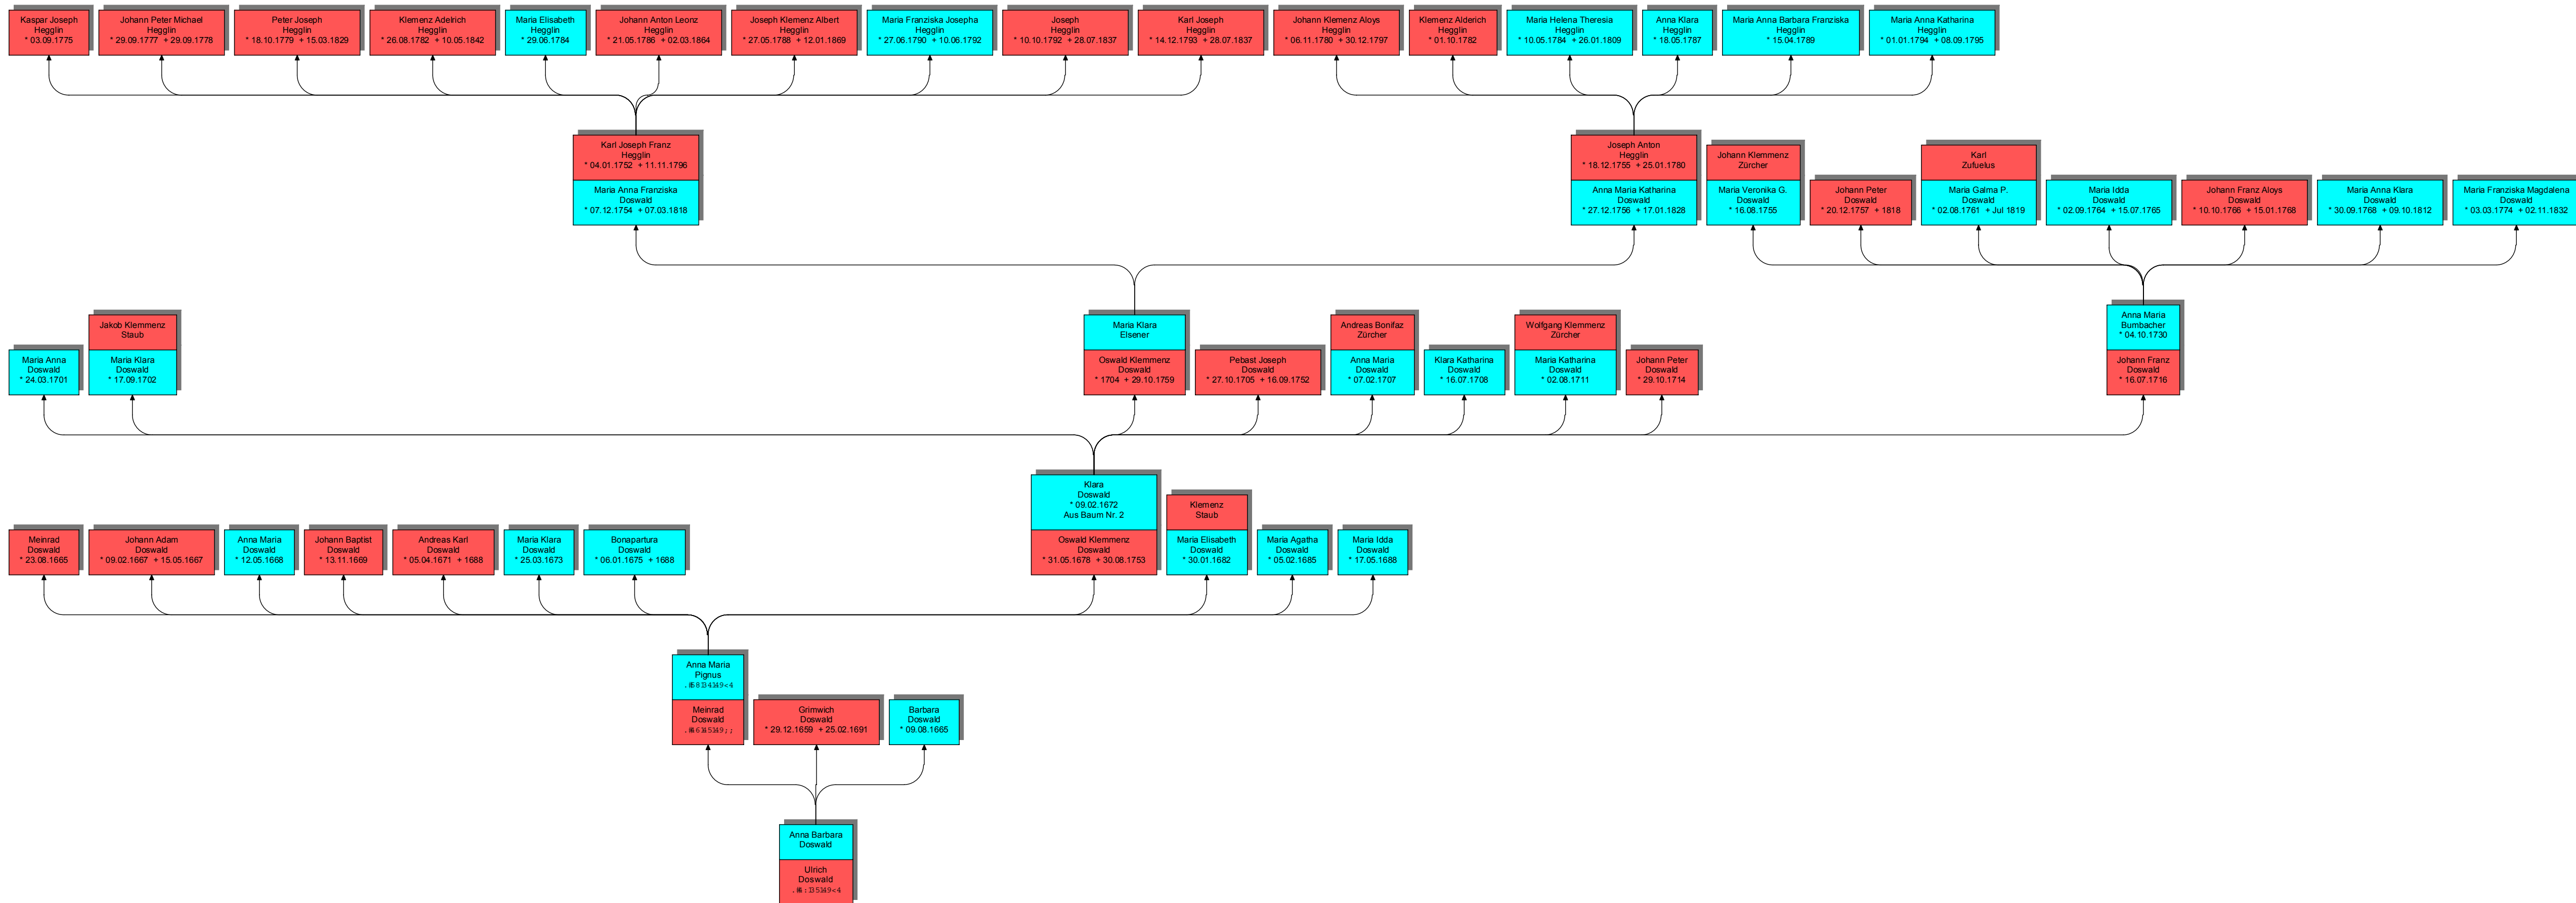 Kaspar Joseph
Hegglin
* 03.09.1775
Johann Peter Michael
Hegglin
* 29.09.1777 + 29.09.1778
Peter Joseph
Hegglin
* 18.10.1779 + 15.03.1829
Klemenz Adelrich
Hegglin
* 26.08.1782 + 10.05.1842
Maria Elisabeth
Hegglin
* 29.06.1784
Johann Anton Leonz
Hegglin
* 21.05.1786 + 02.03.1864
Joseph Klemenz Albert
Hegglin
* 27.05.1788 + 12.01.1869
Maria Franziska Josepha
Hegglin
* 27.06.1790 + 10.06.1792
Joseph
Hegglin
* 10.10.1792 + 28.07.1837
Karl Joseph
Hegglin
* 14.12.1793 + 28.07.1837
Johann Klemenz Aloys
Hegglin
* 06.11.1780 + 30.12.1797
Klemenz Alderich
Hegglin
* 01.10.1782
Maria Helena Theresia
Hegglin
* 10.05.1784 + 26.01.1809
Anna Klara
Hegglin
* 18.05.1787
Maria Anna Barbara Franziska
Hegglin
* 15.04.1789
Maria Anna Katharina
Hegglin
* 01.01.1794 + 08.09.1795
Karl Joseph Franz
Hegglin
* 04.01.1752 + 11.11.1796
Maria Anna Franziska
Doswald
* 07.12.1754 + 07.03.1818
Joseph Anton
Hegglin
* 18.12.1755 + 25.01.1780
Anna Maria Katharina
Doswald
* 27.12.1756 + 17.01.1828
Johann Klemmenz
Zürcher
Maria Veronika G.
Doswald
* 16.08.1755
Johann Peter
Doswald
* 20.12.1757 + 1818
Karl
Zufuelus
Maria Galma P.
Doswald
* 02.08.1761 + Jul 1819
Maria Idda
Doswald
* 02.09.1764 + 15.07.1765
Johann Franz Aloys
Doswald
* 10.10.1766 + 15.01.1768
Maria Anna Klara
Doswald
* 30.09.1768 + 09.10.1812
Maria Franziska Magdalena
Doswald
* 03.03.1774 + 02.11.1832
Maria Anna
Doswald
* 24.03.1701
Jakob Klemmenz
Staub
Maria Klara
Doswald
* 17.09.1702
Maria Klara
Elsener
Oswald Klemmenz
Doswald
* 1704 + 29.10.1759
Pebast Joseph
Doswald
* 27.10.1705 + 16.09.1752
Andreas Bonifaz
Zürcher
Anna Maria
Doswald
* 07.02.1707
Klara Katharina
Doswald
* 16.07.1708
Wolfgang Klemmenz
Zürcher
Maria Katharina
Doswald
* 02.08.1711
Johann Peter
Doswald
* 29.10.1714
Anna Maria
Burnbacher
* 04.10.1730
Johann Franz
Doswald
* 16.07.1716
Meinrad
Doswald
* 23.08.1665
Johann Adam
Doswald
* 09.02.1667 + 15.05.1667
Anna Maria
Doswald
* 12.05.1668
Johann Baptist
Doswald
* 13.11.1669
Andreas Karl
Doswald
* 05.04.1671 + 1688
Maria Klara
Doswald
* 25.03.1673
Bonapartura
Doswald
* 06.01.1675 + 1688
Klara
Doswald
* 09.02.1672
Aus Baum Nr. 2
Oswald Klemmenz
Doswald
* 31.05.1678 + 30.08.1753
Klemenz
Staub
Maria Elisabeth
Doswald
* 30.01.1682
Maria Agatha
Doswald
* 05.02.1685
Maria Idda
Doswald
* 17.05.1688
Anna Maria
Pignus
Meinrad
Doswald
Grimwich
Doswald
* 29.12.1659 + 25.02.1691
Barbara
Doswald
* 09.08.1665
Anna Barbara
Doswald
Ulrich
Doswald